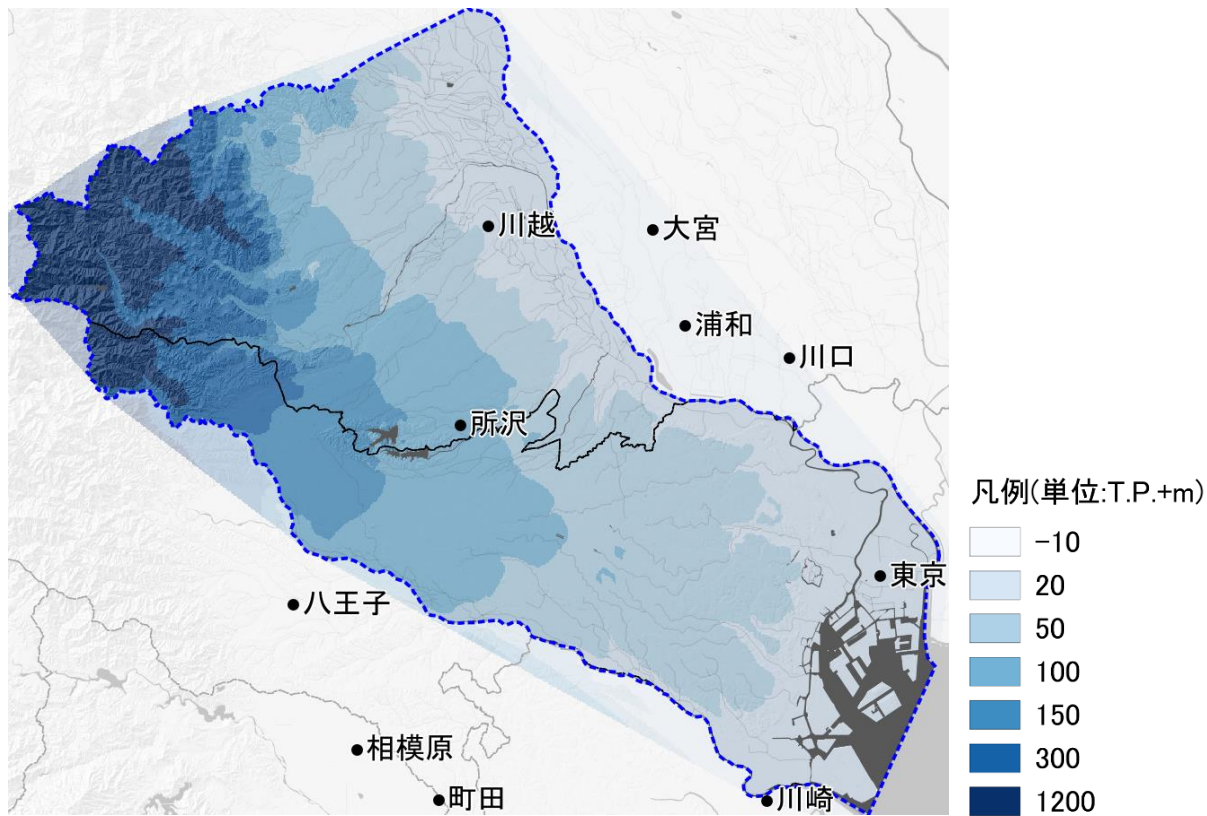 川越
大宮
浦和
川口
所沢
東京
八王子
相模原
町田
川崎
凡例(単位:T.P.+m)
-10
20
50
100
150
300
1200